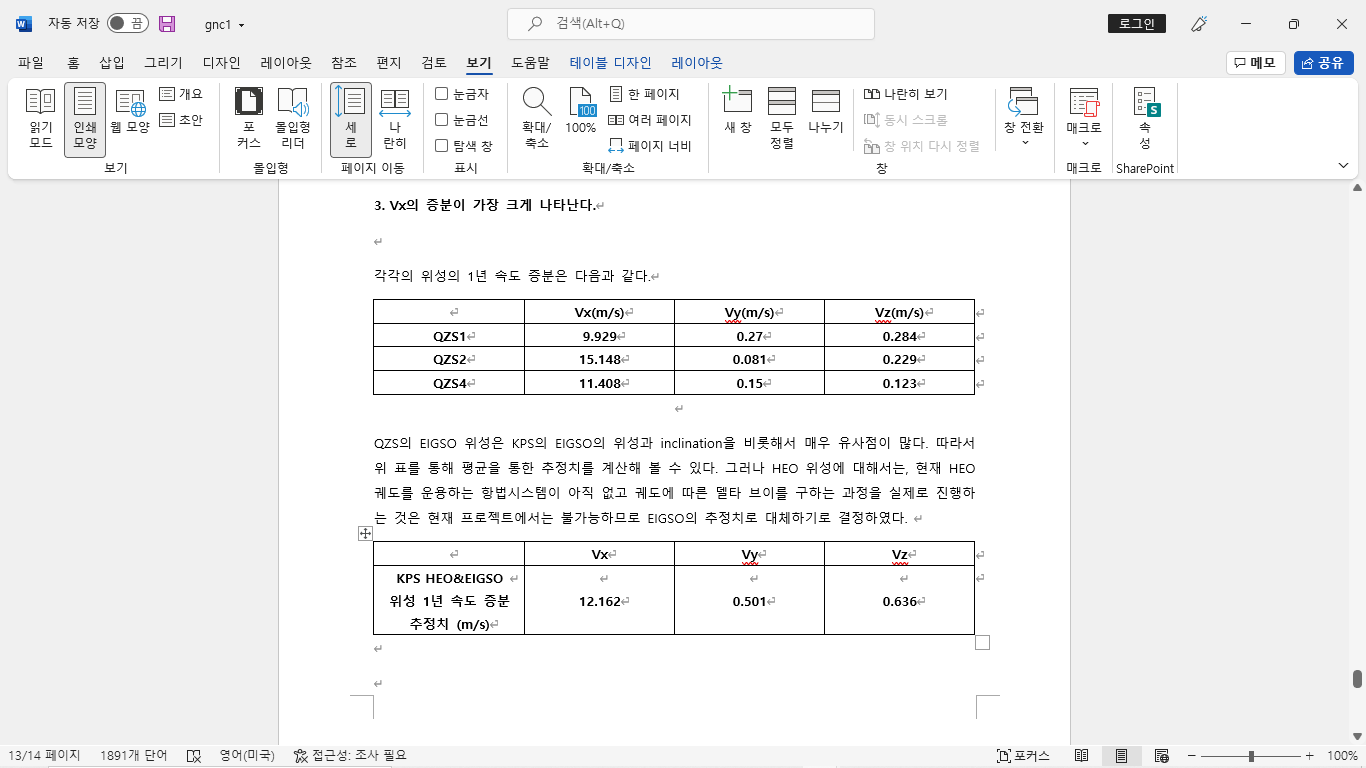 자동 저장 끔 gnc1 검색(Alt+Q) 로그인
파일 홈 삽입 그리기 디자인 레이아웃 참조 편지 검토 보기 도움말 테이블 디자인 레이아웃 메모 공유
읽기 모드
인쇄 모양
웹 모양
개요
초안
보기
포커스
몰입형 리더
몰입형
세로
나란히
페이지 이동
눈금자
눈금선
탐색 창
표시
확대/축소
100
100%
한 페이지
여러 페이지
페이지 너비
확대/축소
새 창
모두 정렬
나누기
나란히 보기
동시 스크롤
창 위치 다시 정렬
창 전환
창
매크로
매크로
S
속성
SharePoint
3. Vx의 증분이 가장 크게 나타난다.
각각의 위성의 1년 속도 증분은 다음과 같다.
Vx(m/s) Vy(m/s) Vz(m/s)
QZS1 9.929 0.27 0.284
QZS2 15.148 0.081 0.229
QZS4 11.408 0.15 0.123
QZS의 EIGSO 위성은 KPS의 EIGSO의 위성과 inclination을 비롯해서 매우 유사점이 많다. 따라서
위 표를 통해 평균을 통한 추정치를 계산해 볼 수 있다. 그러나 HEO 위성에 대해서는, 현재 HEO
궤도를 운용하는 항법시스템이 아직 없고 궤도에 따른 델타 브이를 구하는 과정을 실제로 진행하
는 것은 현재 프로젝트에서는 불가능하므로 EIGSO의 추정치로 대체하기로 결정하였다.
Vx Vy Vz
KPS HEO&EIGSO
위성 1년 속도 증분 12.162 0.501 0.636
추정치 (m/s)
13/14 페이지 1891개 단어 영어(미국) 접근성: 조사 필요 포커스 100%